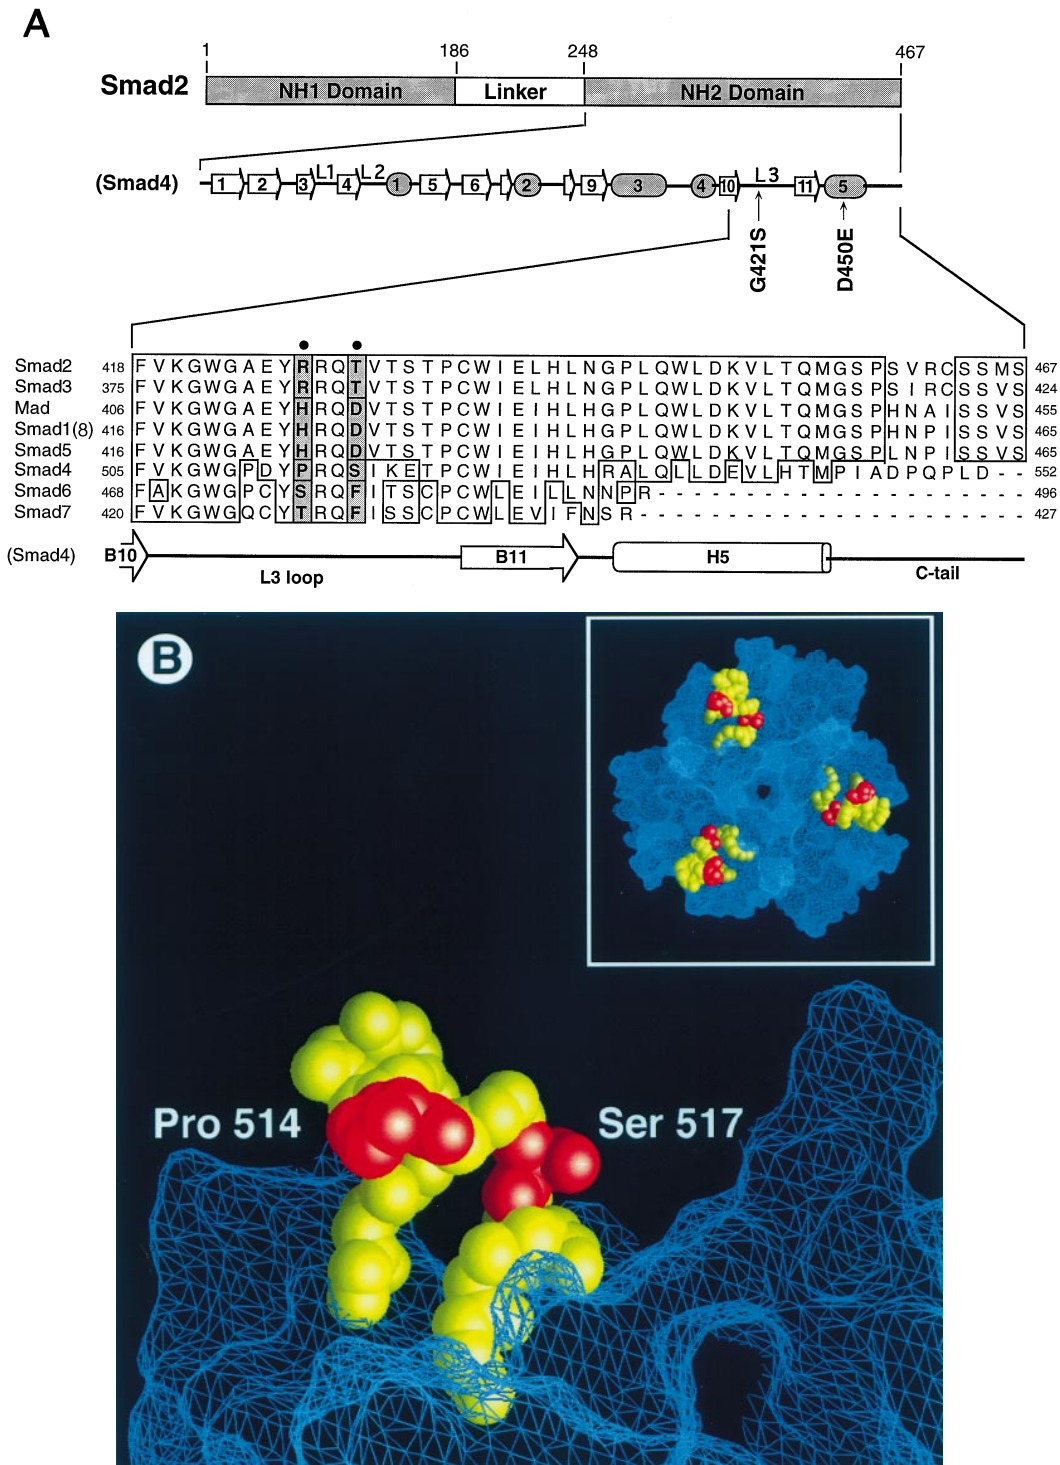 A
1 186 248 467
Smad2 NH1 Domain Linker NH2 Domain
(Smad4) 1 2 3 L1 4 L2 1 5 6 2 9 3 4 10 L3 11 5
G421S D450E
Smad2 418 F V K G W G A E Y R R Q T V T S T P C W I E L H L N G P L Q W L D K V L T Q M G S P S V R C S S M S 467
Smad3 375 F V K G W G A E Y R R Q T V T S T P C W I E L H L N G P L Q W L D K V L T Q M G S P S I R C S S V S 424
Mad 406 F V K G W G A E Y H R Q D V T S T P C W I E I H L H G P L Q W L D K V L T Q M G S P H N A I S S V S 455
Smad1(8) 416 F V K G W G A E Y H R Q D V T S T P C W I E I H L H G P L Q W L D K V L T Q M G S P H N P I S S V S 465
Smad5 416 F V K G W G A E Y H R Q D V T S T P C W I E I H L H G P L Q W L D K V L T Q M G S P L N P I S S V S 465
Smad4 505 F V K G W G P D Y P R Q S I K E T P C W I E I H L H R A L Q L L D E V L H T M P I A D P Q P L D - - 552
Smad6 468 F A K G W G P C Y S R Q F I T S C P C W L E I L L N N P R - - - - - - - - - - - - - - - - - - - - - 496
Smad7 420 F V K G W G Q C Y T R Q F I S S C P C W L E V I F N S R - - - - - - - - - - - - - - - - - - - - - - 427
(Smad4) B10 L3 loop B11 H5 C-tail
B
Pro 514 Ser 517